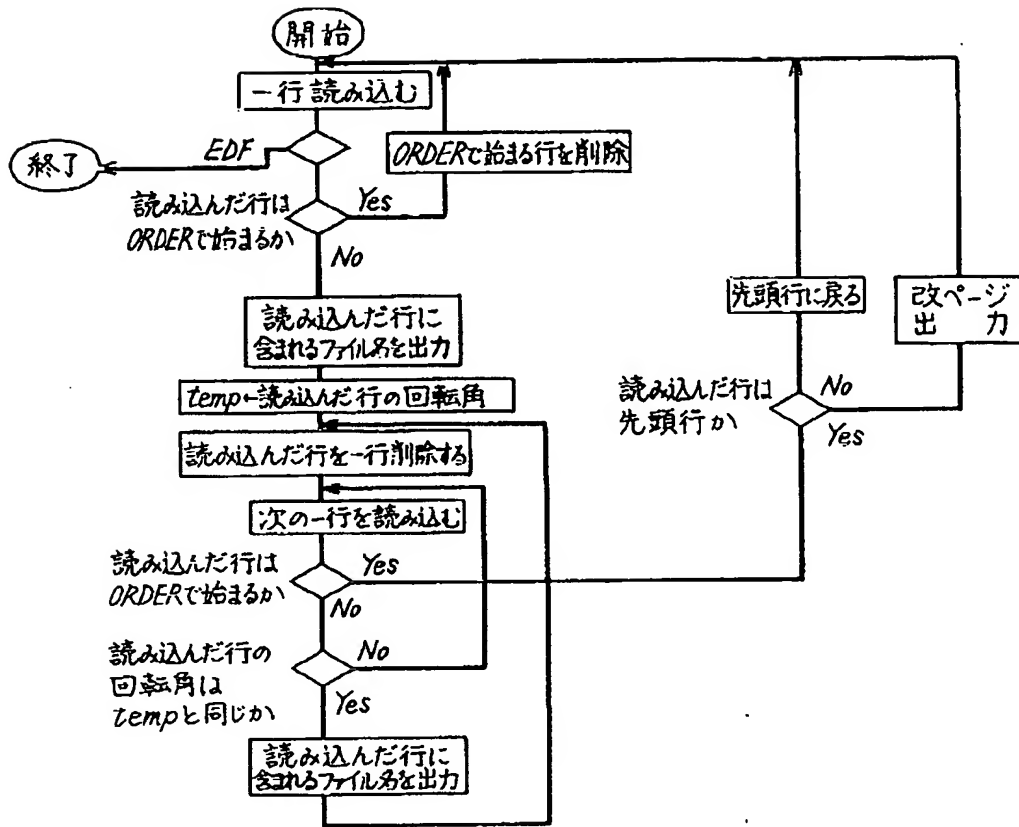 開始
一行読み込む
EDF
終了
ORDERで始まる行を削除
読み込んだ行は
ORDERで始まるか
Yes
No
読み込んだ行に
含まれるファイル名を出力
temp←読み込んだ行の回転角
読み込んだ行を一行削除する
次の一行を読み込む
読み込んだ行は
ORDERで始まるか
Yes
No
読み込んだ行の
回転角は
tempと同じか
No
Yes
読み込んだ行に
含まれるファイル名を出力
先頭行に戻る
改ページ
出力
読み込んだ行は
先頭行か
No
Yes